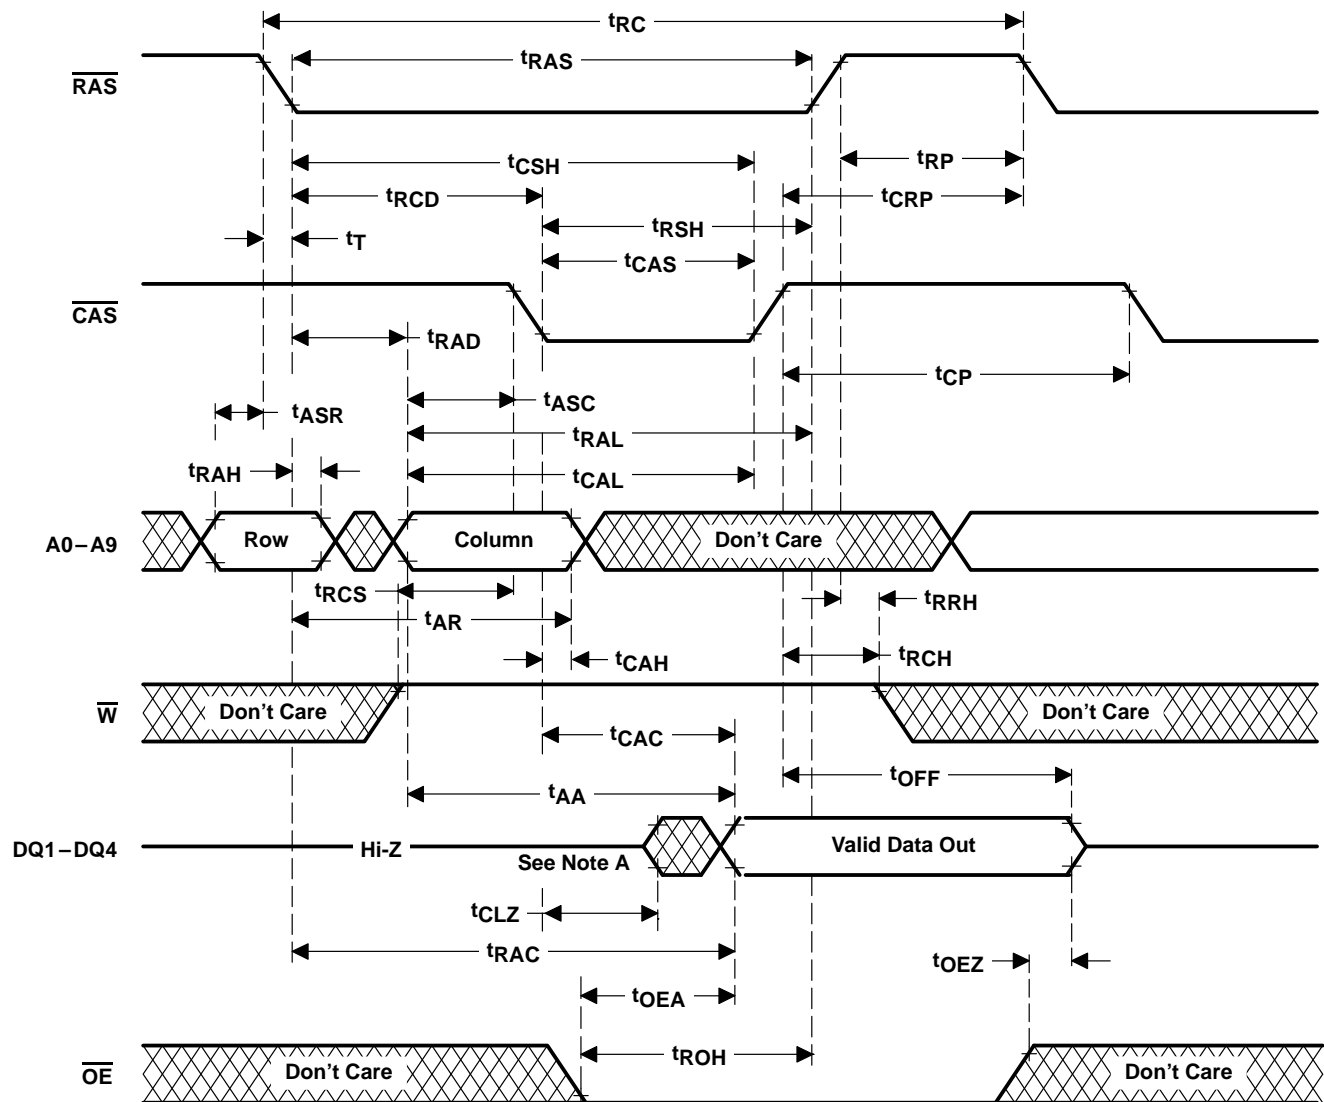 tRC
tRAS
RAS
tCSH
tRP
tRCD
tCRP
tRSH
tT
tCAS
CAS
tRAD
tCP
tASC
tASR
tRAL
tRAH
tCAL
A0–A9
Row
Column
Don't Care
tRCS
tRRH
tAR
tCAH
tRCH
W
Don't Care
Don't Care
tCAC
tOFF
tAA
DQ1–DQ4
Hi-Z
See Note A
Valid Data Out
tCLZ
tRAC
tOEZ
tOEA
tROH
OE
Don't Care
Don't Care